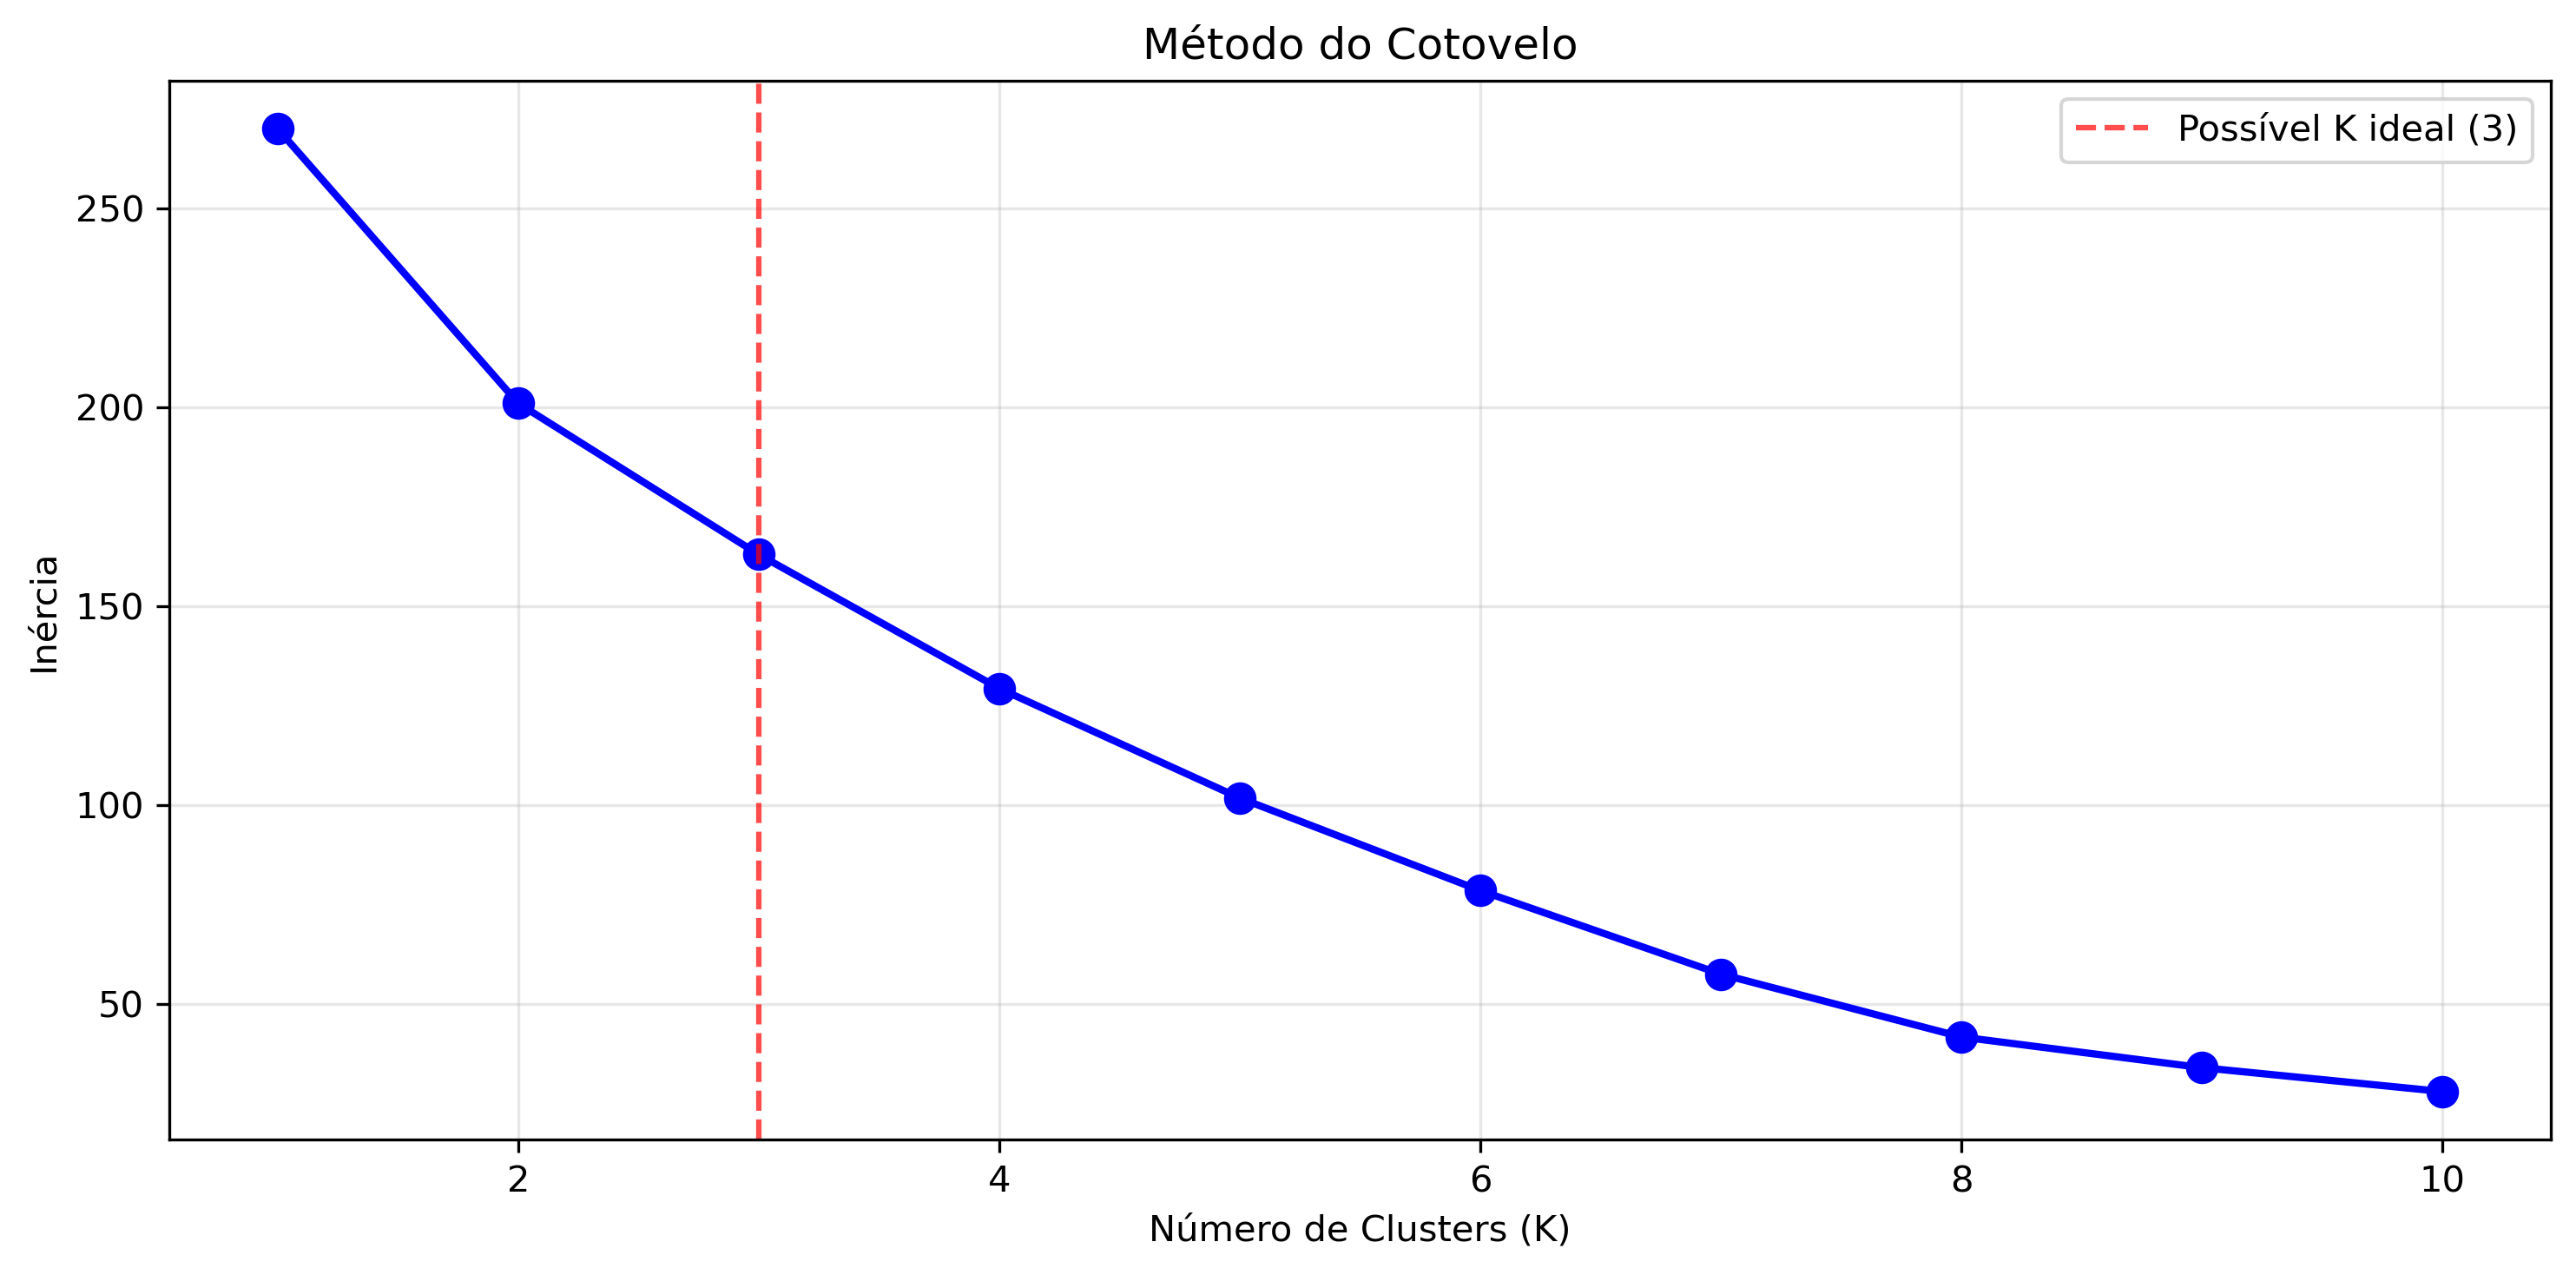 Método do Cotovelo
Possível K ideal (3)
250
200
150
100
50
Inércia
2 4 6 8 10
Número de Clusters (K)